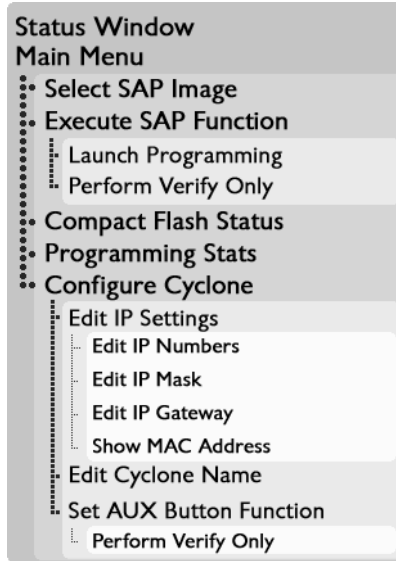 Status Window
Main Menu
Select SAP Image
Execute SAP Function
Launch Programming
Perform Verify Only
Compact Flash Status
Programming Stats
Configure Cyclone
Edit IP Settings
Edit IP Numbers
Edit IP Mask
Edit IP Gateway
Show MAC Address
Edit Cyclone Name
Set AUX Button Function
Perform Verify Only